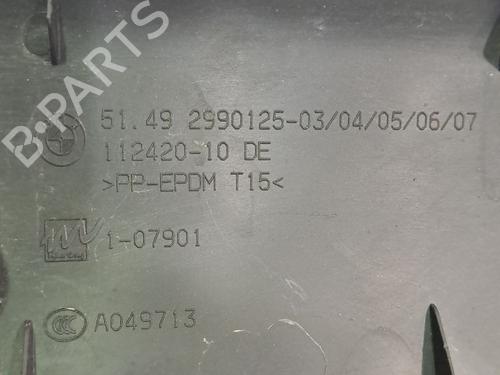 B-PARTS
51.49 2990125-03/04/05/06/07
112420-10 DE
>PP-EPDM T15<
1-07901
A049713